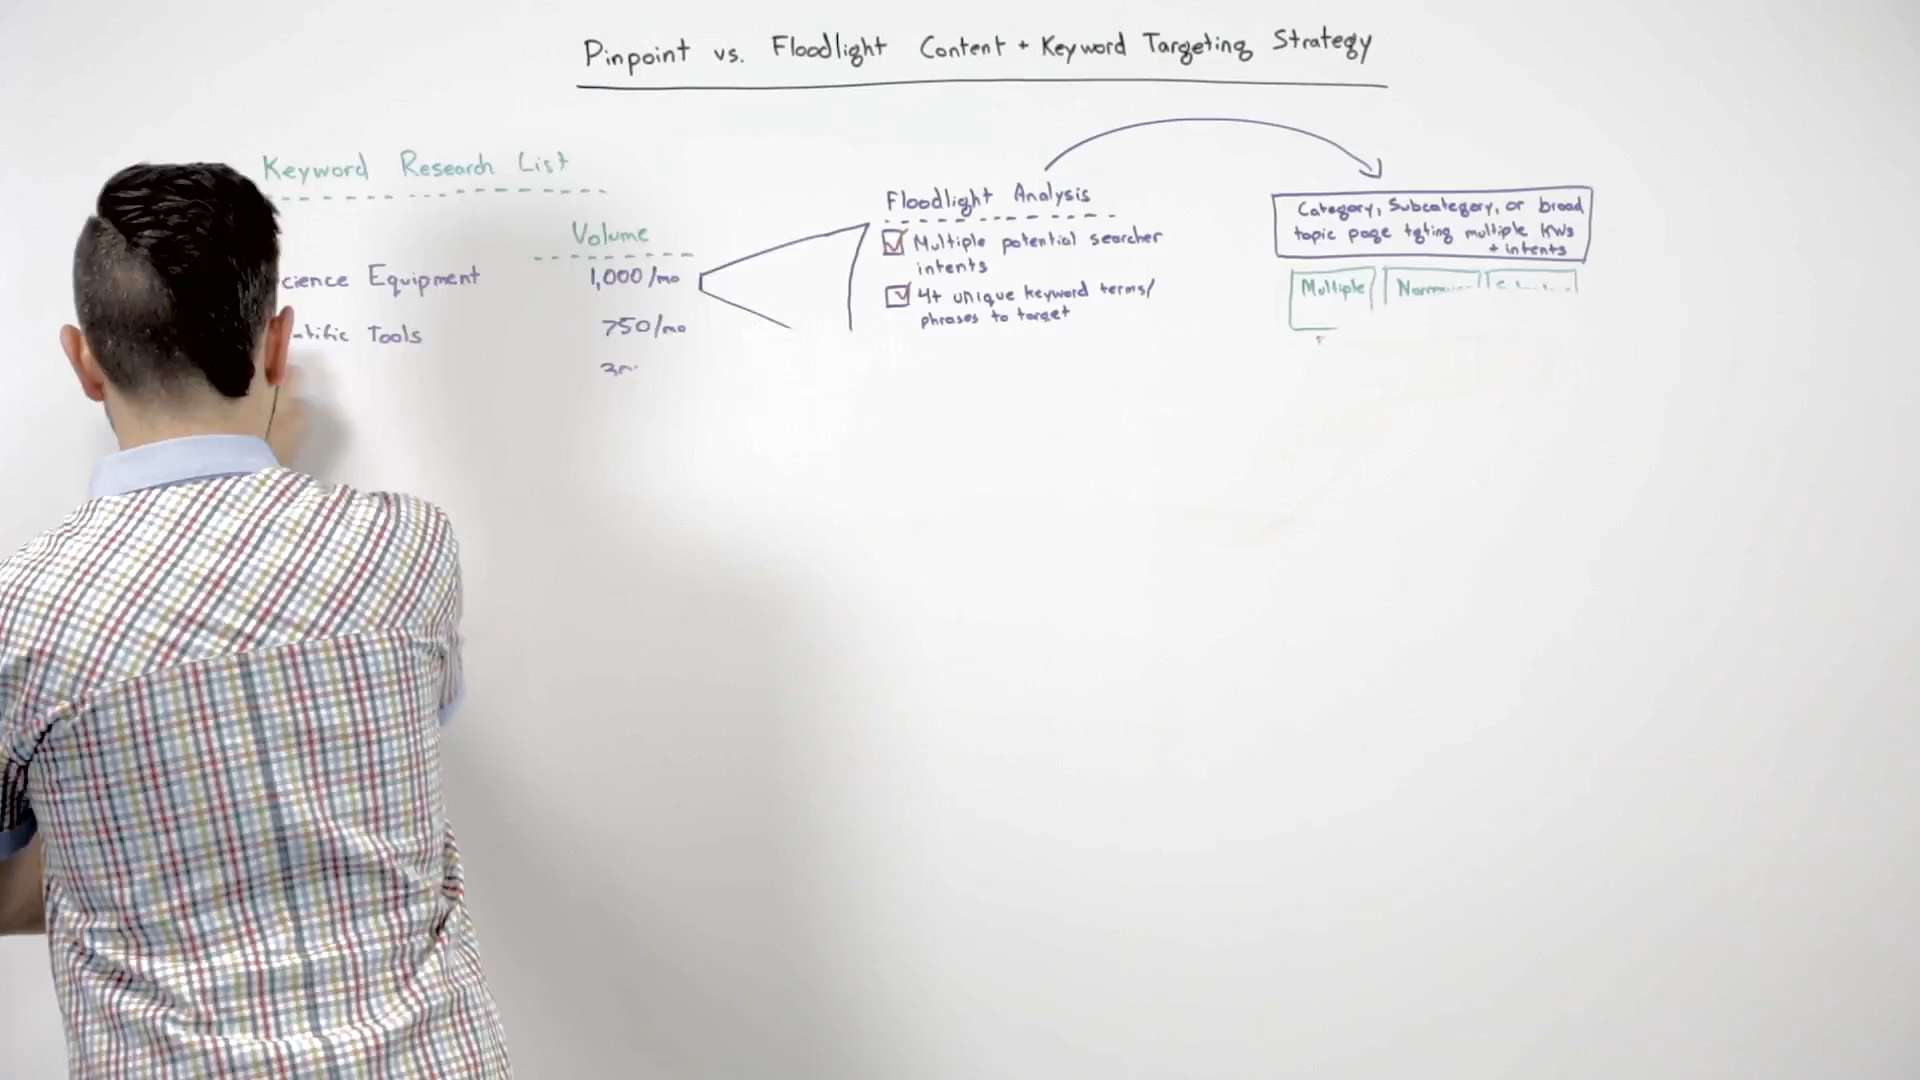 Pinpoint vs. Floodlight Content + Keyword Targeting Strategy
Keyword Research List
Volume
cience Equipment 1,000/mo
ntific Tools 750/mo
Floodlight Analysis
Multiple potential searcher
intents
4+ unique keyword terms/
phrases to target
Category, Subcategory, or broad
topic page tgting multiple KWs
+ intents
Multiple